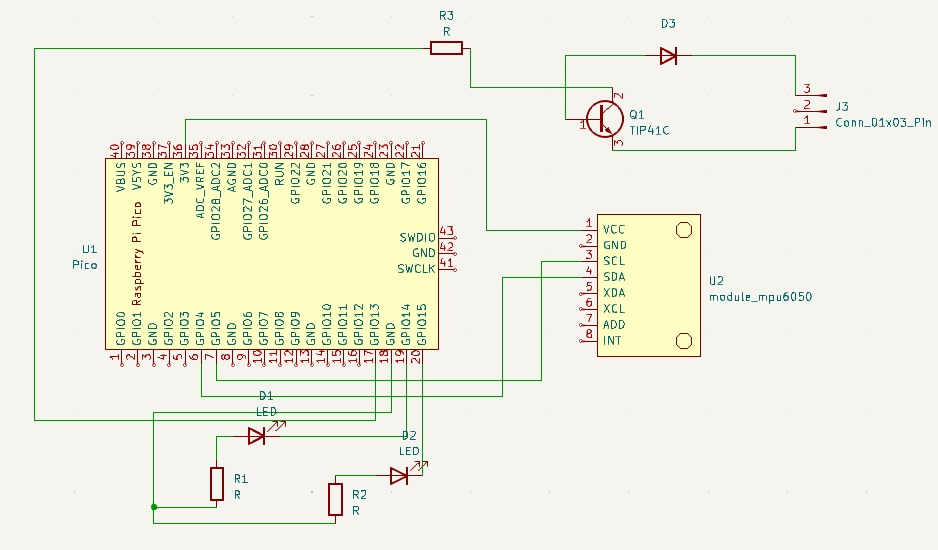 R3
R
D3
3
2
1
J3
Conn_01x03_Pin
2
1
3
Q1
TIP41C
40
39
38
37
36
35
34
33
32
31
30
29
28
27
26
25
24
23
22
21
VBUS
VSYS
GND
3V3_EN
3V3
ADC_VREF
GPIO28_ADC2
AGND
GPIO27_ADC1
GPIO26_ADC0
RUN
GPIO22
GND
GPIO21
GPIO20
GPIO19
GPIO18
GND
GPIO17
GPIO16
Raspberry Pi Pico
U1
Pico
SWDIO
43
GND
42
SWCLK
41
GPIO0
GPIO1
GND
GPIO2
GPIO3
GPIO4
GPIO5
GND
GPIO6
GPIO7
GPIO8
GPIO9
GND
GPIO10
GPIO11
GPIO12
GPIO13
GND
GPIO14
GPIO15
1
2
3
4
5
6
7
8
9
10
11
12
13
14
15
16
17
18
19
20
1 VCC
2 GND
3 SCL
4 SDA
5 XDA
6 XCL
7 ADD
8 INT
U2
module_mpu6050
D1
LED
D2
LED
R1
R
R2
R